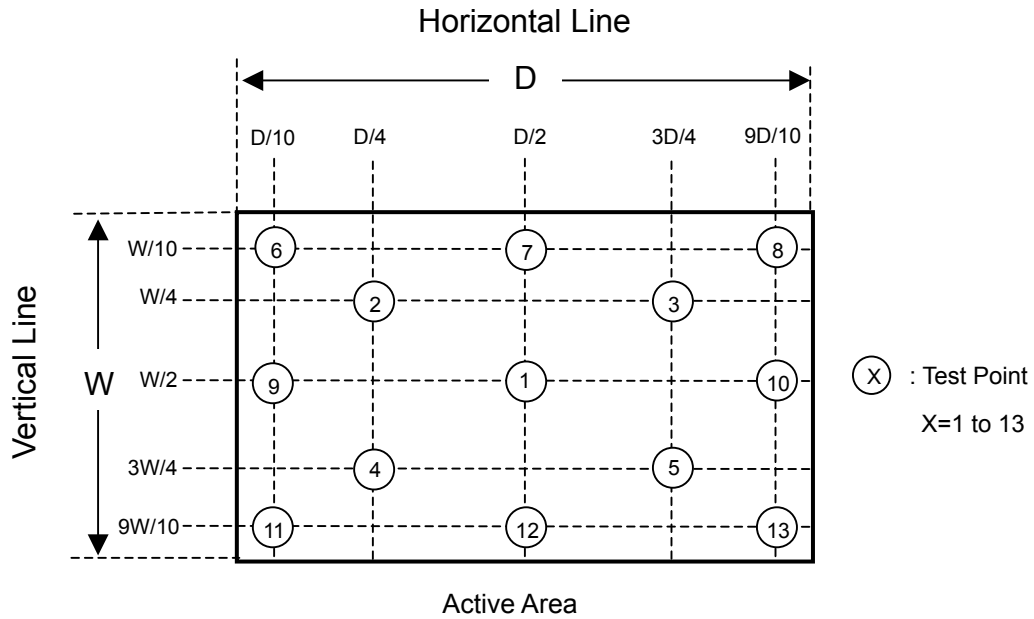 Horizontal Line
D
D/10 D/4 D/2 3D/4 9D/10
W/10 6 7 8
W/4 2 3
Vertical Line W W/2 9 1 10 X : Test Point
X=1 to 13
3W/4 4 5
9W/10 11 12 13
Active Area